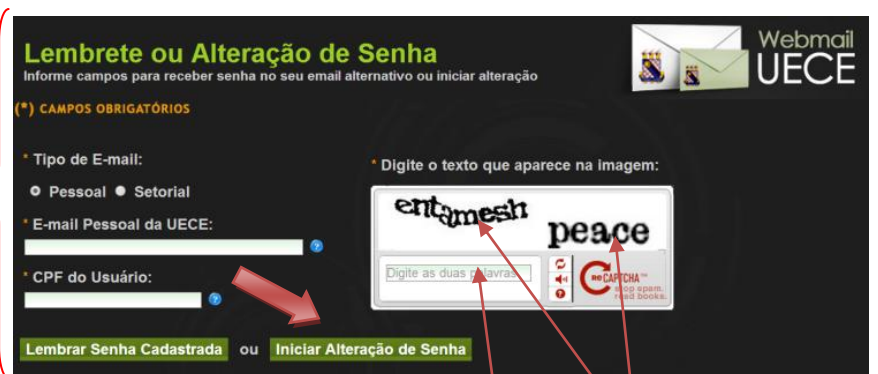 Lembrete ou Alteração de Senha
Informe campos para receber senha no seu email alternativo ou iniciar alteração
Webmail
UECE
(*) CAMPOS OBRIGATÓRIOS
* Tipo de E-mail:
Pessoal Setorial
* E-mail Pessoal da UECE:
* CPF do Usuário:
* Digite o texto que aparece na imagem:
entamesh peace
Digite as duas palavras
reCAPTCHA™
stop spam.
read books.
Lembrar Senha Cadastrada ou Iniciar Alteração de Senha